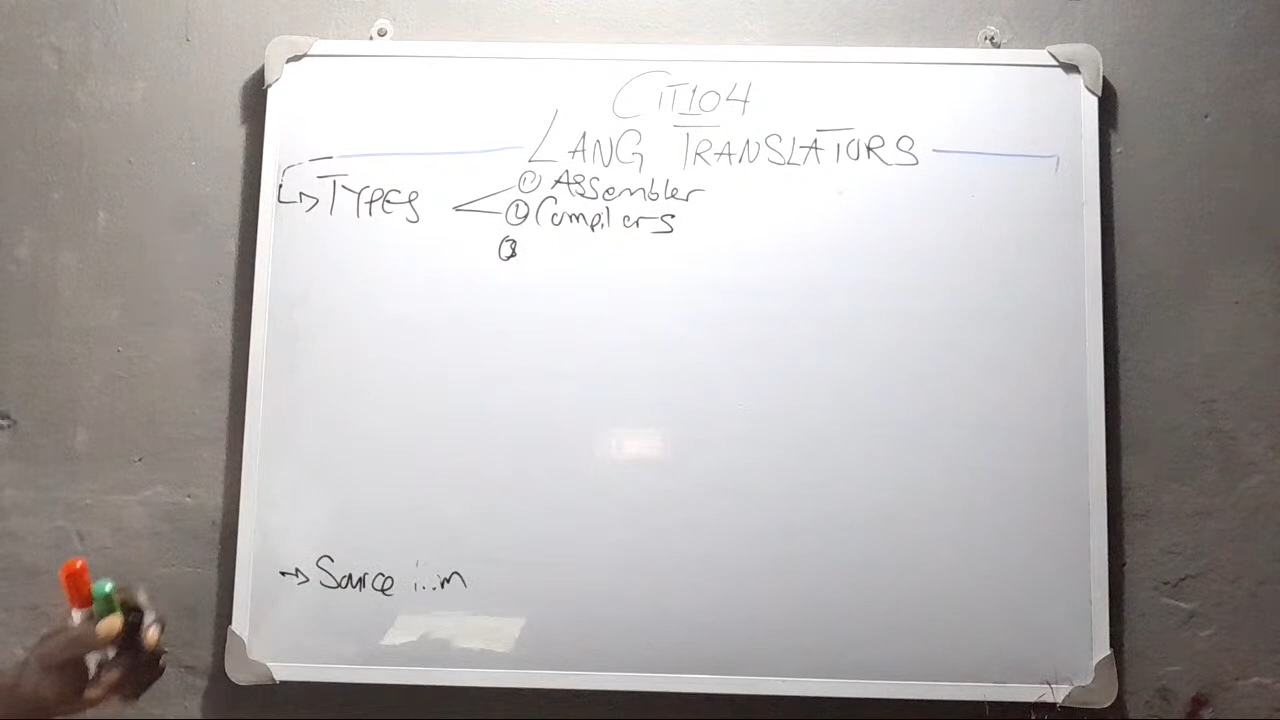 CIT104
LANG TRANSLATORS
↳ TYPES
① Assembler
② Compilers
③
→ Source